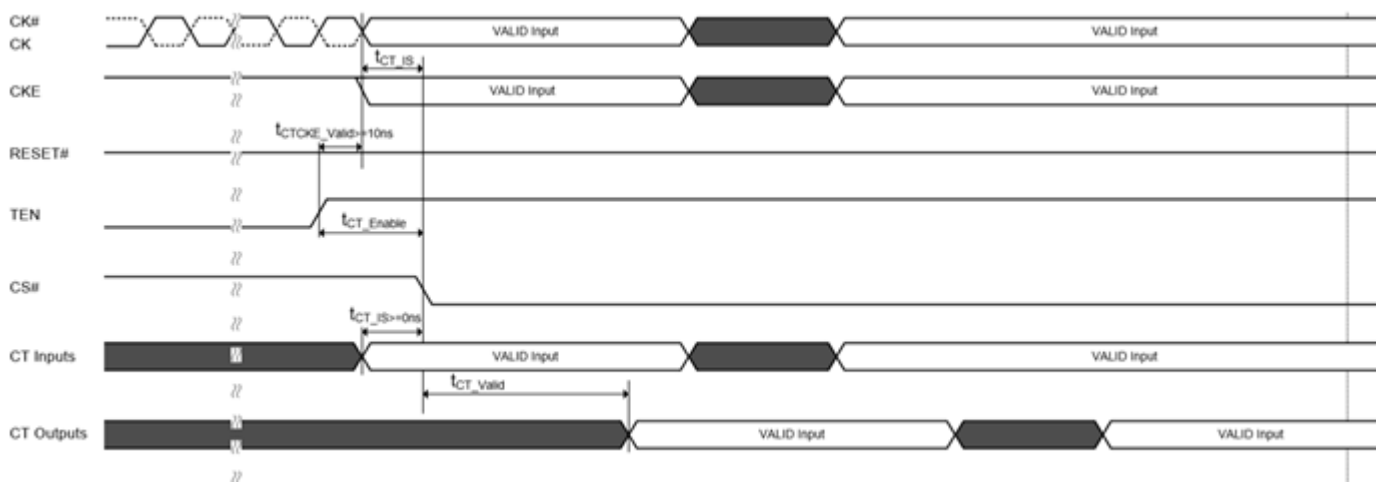 CK#
CK
VALID Input
VALID Input
tCT_IS
CKE
VALID Input
VALID Input
tCTCKE_Valid>=10ns
RESET#
TEN
tCT_Enable
CS#
tCT_IS>=0ns
CT Inputs
VALID Input
VALID Input
tCT_Valid
CT Outputs
VALID Input
VALID Input